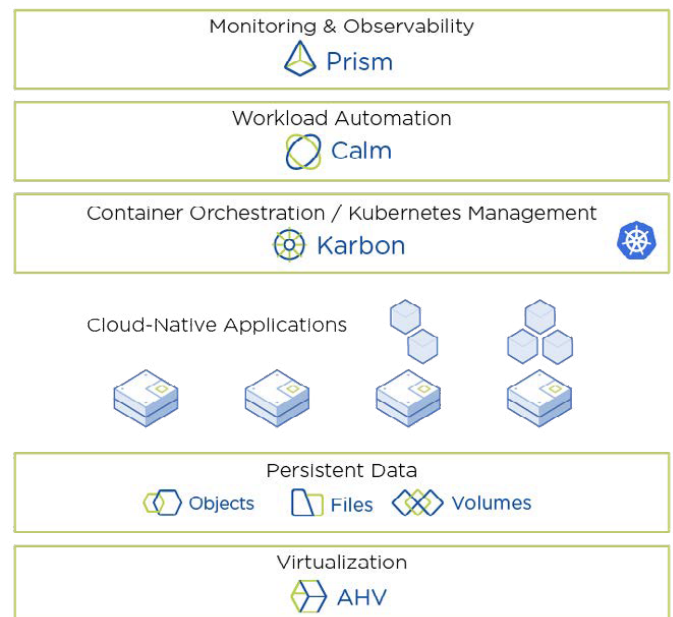 Monitoring & Observability
Prism
Workload Automation
Calm
Container Orchestration / Kubernetes Management
Karbon
Cloud-Native Applications
Persistent Data
Objects Files Volumes
Virtualization
AHV